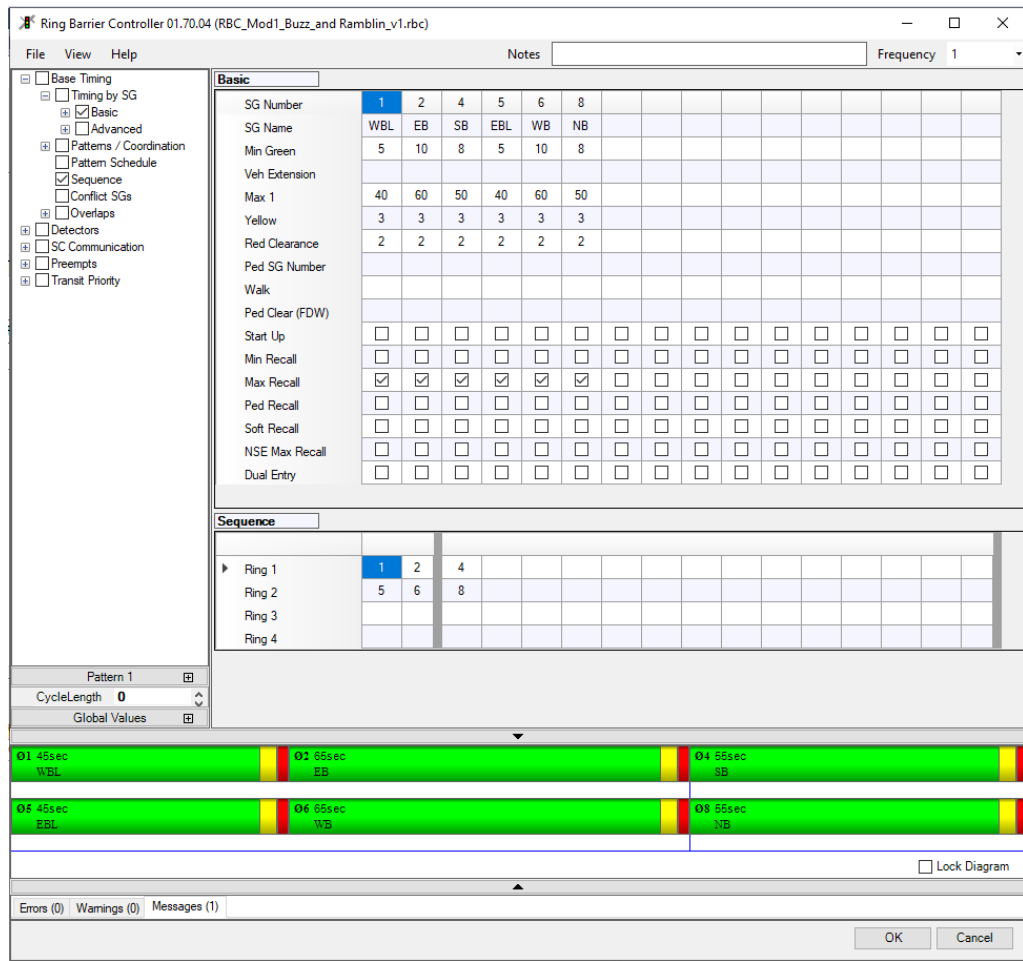 Ring Barrier Controller 01.70.04 (RBC_Mod1_Buzz_and Ramblin_v1.rbc)
File View Help Notes Frequency 1
Base Timing
Timing by SG
Basic
Advanced
Patterns / Coordination
Pattern Schedule
Sequence
Conflict SGs
Overlaps
Detectors
SC Communication
Preempts
Transit Priority
Basic
SG Number 1 2 4 5 6 8
SG Name WBL EB SB EBL WB NB
Min Green 5 10 8 5 10 8
Veh Extension
Max 1 40 60 50 40 60 50
Yellow 3 3 3 3 3 3
Red Clearance 2 2 2 2 2 2
Ped SG Number
Walk
Ped Clear (FDW)
Start Up
Min Recall
Max Recall
Ped Recall
Soft Recall
NSE Max Recall
Dual Entry
Sequence
Ring 1 1 2 4
Ring 2 5 6 8
Ring 3
Ring 4
Pattern 1
CycleLength 0
Global Values
Ø1 45sec Ø2 65sec Ø4 55sec
WBL EB SB
Ø5 45sec Ø6 65sec Ø8 55sec
EBL WB NB
Lock Diagram
Errors (0) Warnings (0) Messages (1)
OK Cancel